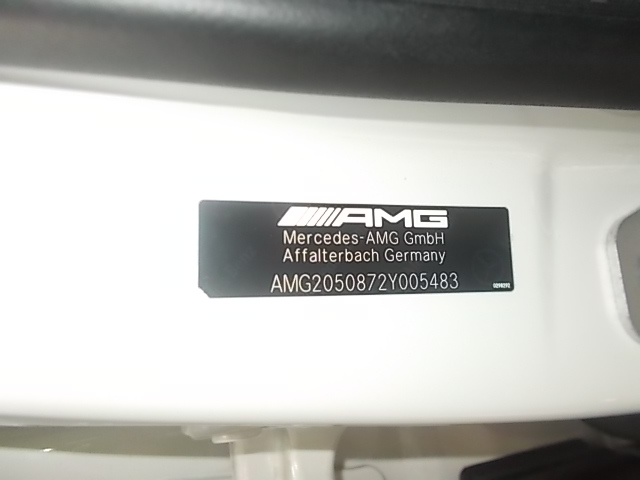 AMG
Mercedes-AMG GmbH
Affalterbach Germany
AMG2050872Y005483